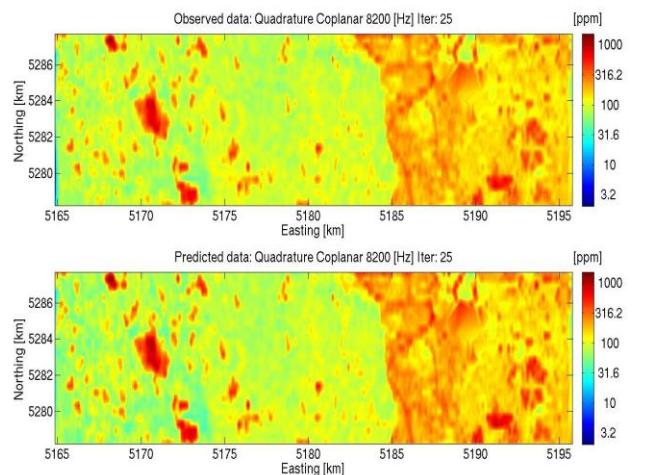 Observed data: Quadrature Coplanar 8200 [Hz] Iter: 25 [ppm]
1000
5286
316.2
5284
100
31.6
5282
10
5280
3.2
Northing [km]
5165 5170 5175 5180 5185 5190 5195
Easting [km]
Predicted data: Quadrature Coplanar 8200 [Hz] Iter: 25 [ppm]
1000
5286
316.2
5284
100
31.6
5282
10
5280
3.2
Northing [km]
5165 5170 5175 5180 5185 5190 5195
Easting [km]